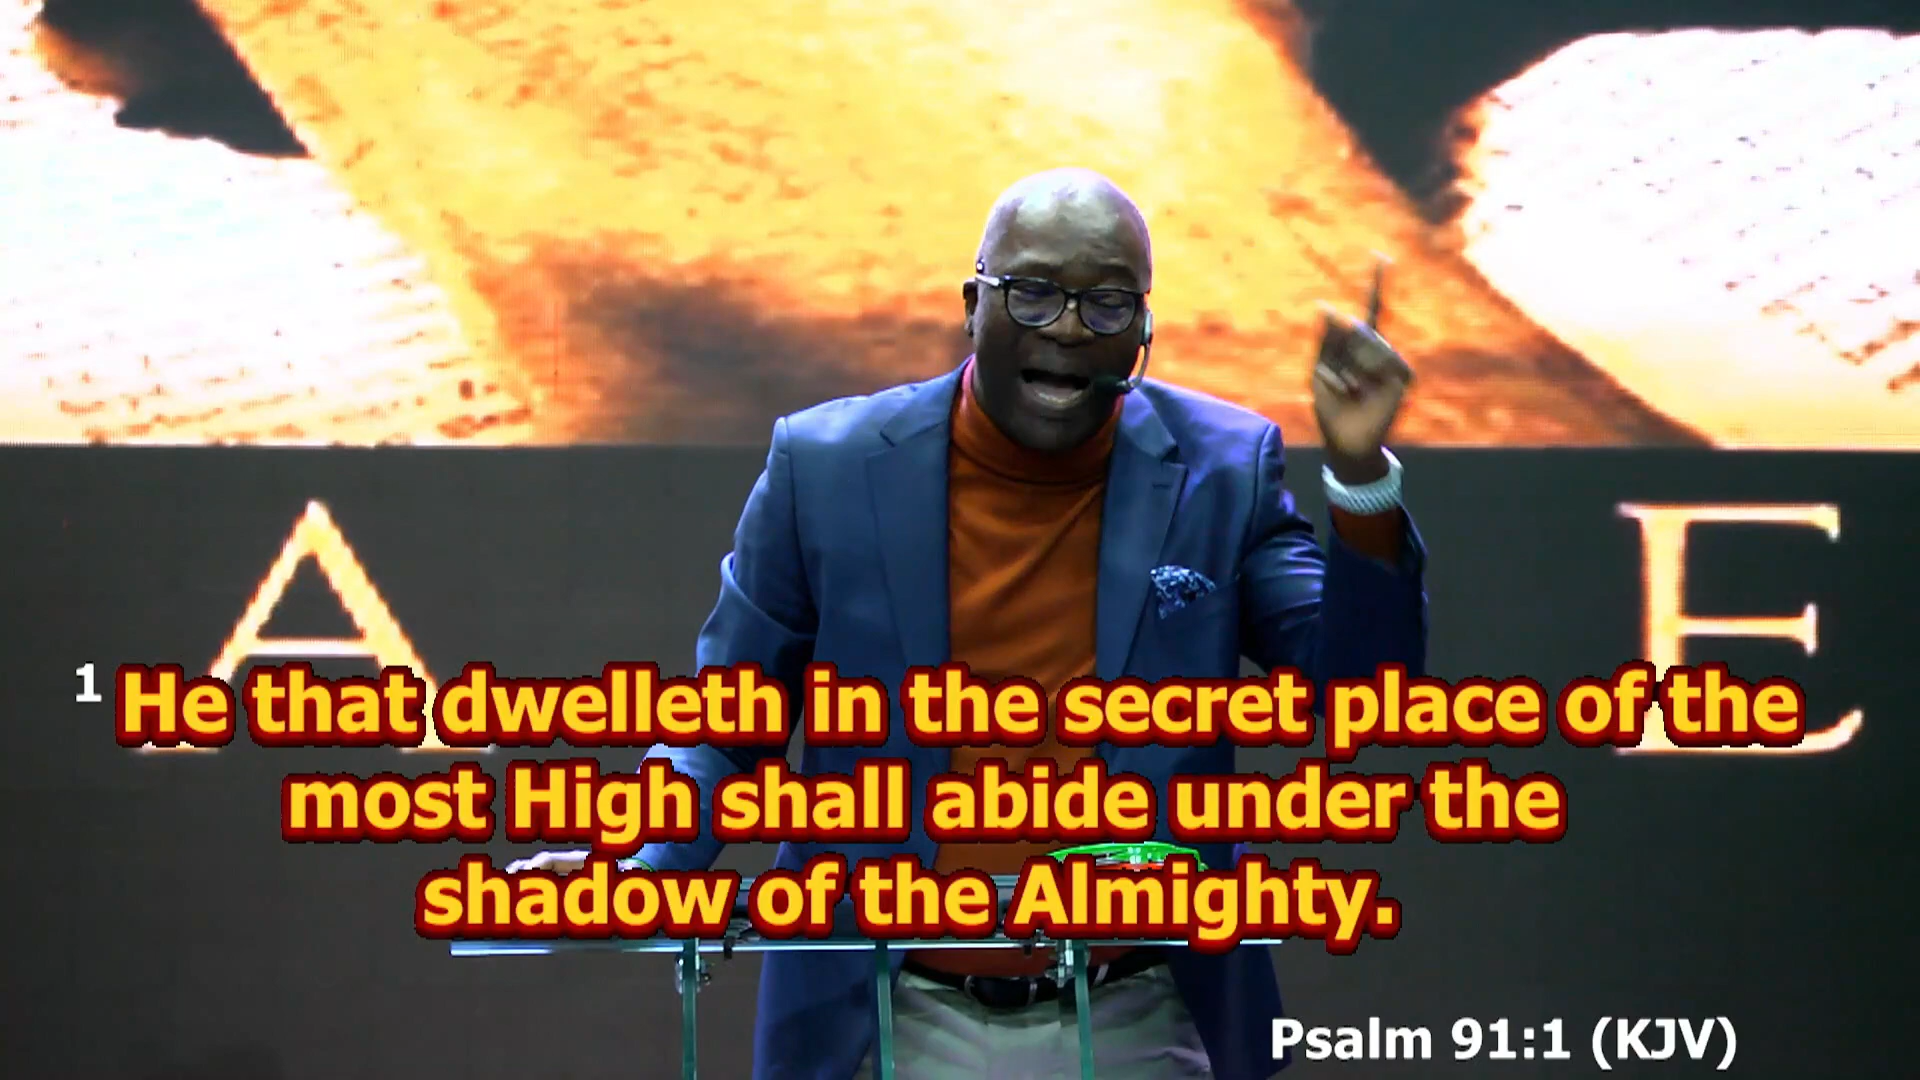 A E
1 He that dwelleth in the secret place of the
most High shall abide under the
shadow of the Almighty.
Psalm 91:1 (KJV)